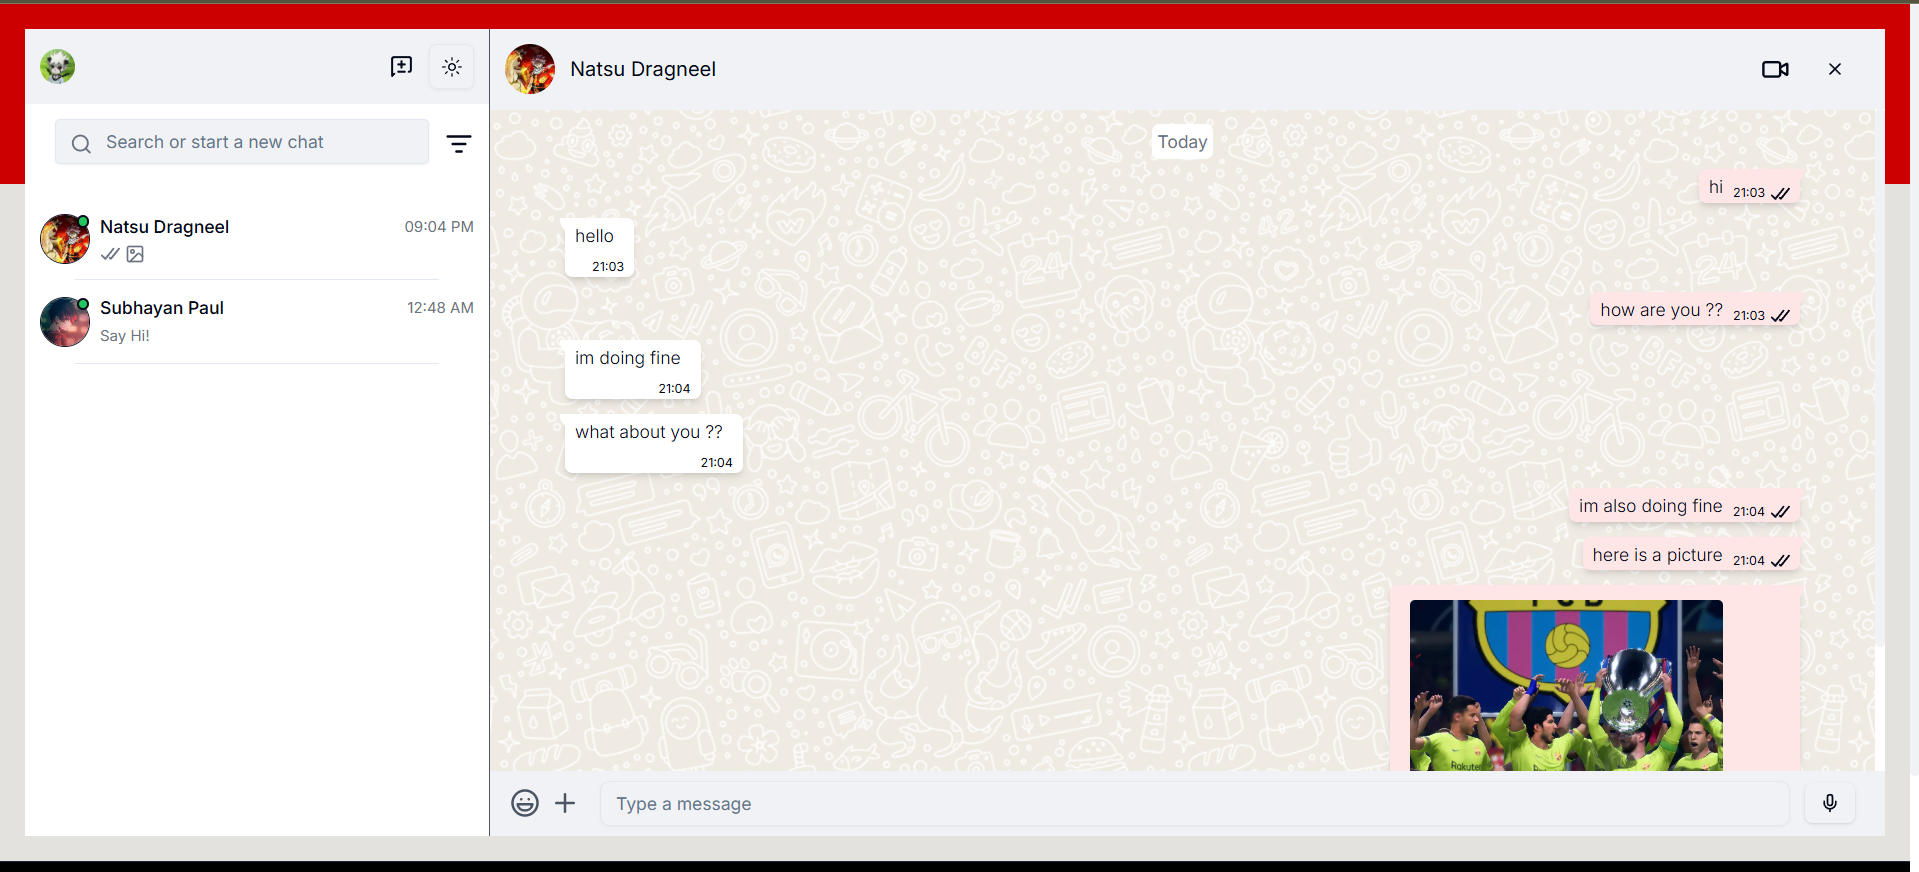 Natsu Dragneel
Search or start a new chat
Natsu Dragneel
09:04 PM
Subhayan Paul
12:48 AM
Say Hi!
Today
hi 21:03
hello
21:03
how are you ?? 21:03
im doing fine
21:04
what about you ??
21:04
im also doing fine 21:04
here is a picture 21:04
F C B
Rakuten
Rakuten
Type a message